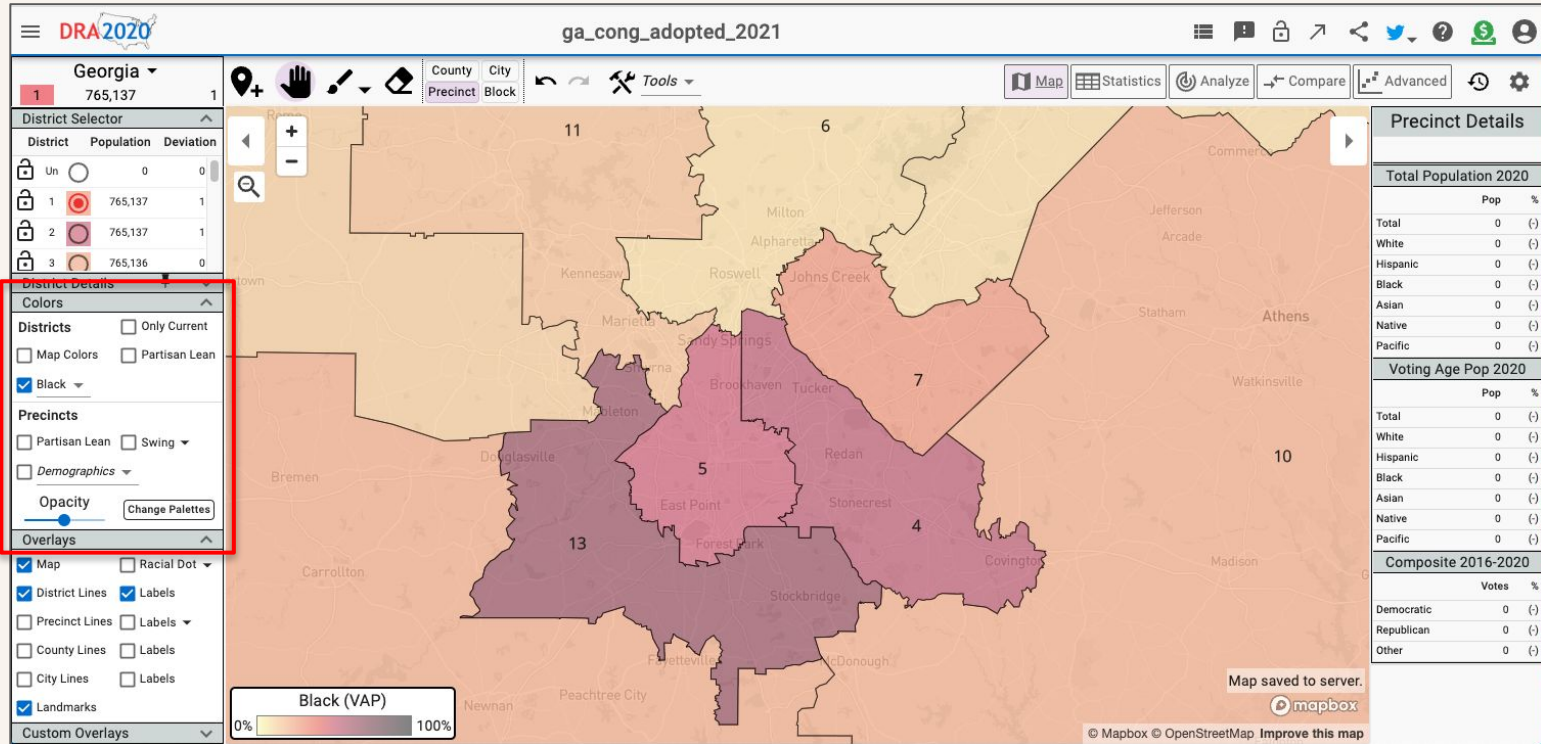 DRA2020
ga_cong_adopted_2021
Georgia
1 765,137 1
County City
Precinct Block
Tools
Map
Statistics
Analyze
Compare
Advanced
District Selector
District Population Deviation
Un 0 0
1 765,137 1
2 765,137 1
3 765,136 0
District Details
Colors
Districts Only Current
Map Colors Partisan Lean
Black
Precincts
Partisan Lean Swing
Demographics
Opacity Change Palettes
Overlays
Map Racial Dot
District Lines Labels
Precinct Lines Labels
County Lines Labels
City Lines Labels
Landmarks
Custom Overlays
+
−
Rome
11
6
Commerce
Milton
Jefferson
Alpharetta
Arcade
Kennesaw
Roswell
Johns Creek
town
Marietta
Statham
Athens
Sandy Springs
Smyrna
Brookhaven Tucker
7
Watkinsville
Mableton
Douglasville
Redan
10
Bremen
5
East Point
Stonecrest
4
13
Forest Park
Covington
Madison
Carrollton
Stockbridge
Fayetteville
McDonough
Peachtree City
Newnan
Black (VAP)
0% 100%
Map saved to server.
mapbox
© Mapbox © OpenStreetMap Improve this map
Precinct Details
Total Population 2020
Pop %
Total 0 (-)
White 0 (-)
Hispanic 0 (-)
Black 0 (-)
Asian 0 (-)
Native 0 (-)
Pacific 0 (-)
Voting Age Pop 2020
Pop %
Total 0 (-)
White 0 (-)
Hispanic 0 (-)
Black 0 (-)
Asian 0 (-)
Native 0 (-)
Pacific 0 (-)
Composite 2016-2020
Votes %
Democratic 0 (-)
Republican 0 (-)
Other 0 (-)